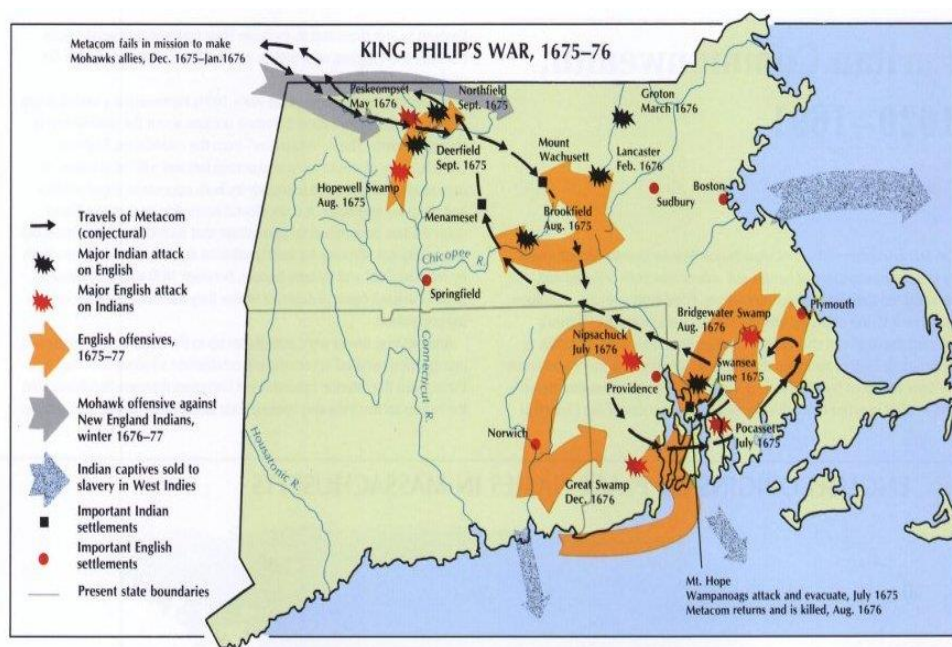 KING PHILIP'S WAR, 1675–76
Metacom fails in mission to make
Mohawks allies, Dec. 1675–Jan.1676
Peskeompset
May 1676
Northfield
Sept. 1675
Groton
March 1676
Deerfield
Sept. 1675
Mount
Wachusett
Lancaster
Feb. 1676
Hopewell Swamp
Aug. 1675
Sudbury
Boston
Menameset
Brookfield
Aug. 1675
Chicopee R.
Springfield
Travels of Metacom
(conjectural)
Major Indian attack
on English
Major English attack
on Indians
English offensives,
1675–77
Mohawk offensive against
New England Indians,
winter 1676–77
Indian captives sold to
slavery in West Indies
Important Indian
settlements
Important English
settlements
Present state boundaries
Plymouth
Bridgewater Swamp
Aug. 1676
Nipsachuck
July 1676
Swansea
June 1675
Providence
Connecticut R.
Housatonic R.
Norwich
Pocasset
July 1675
Great Swamp
Dec. 1676
Mt. Hope
Wampanoags attack and evacuate, July 1675
Metacom returns and is killed, Aug. 1676